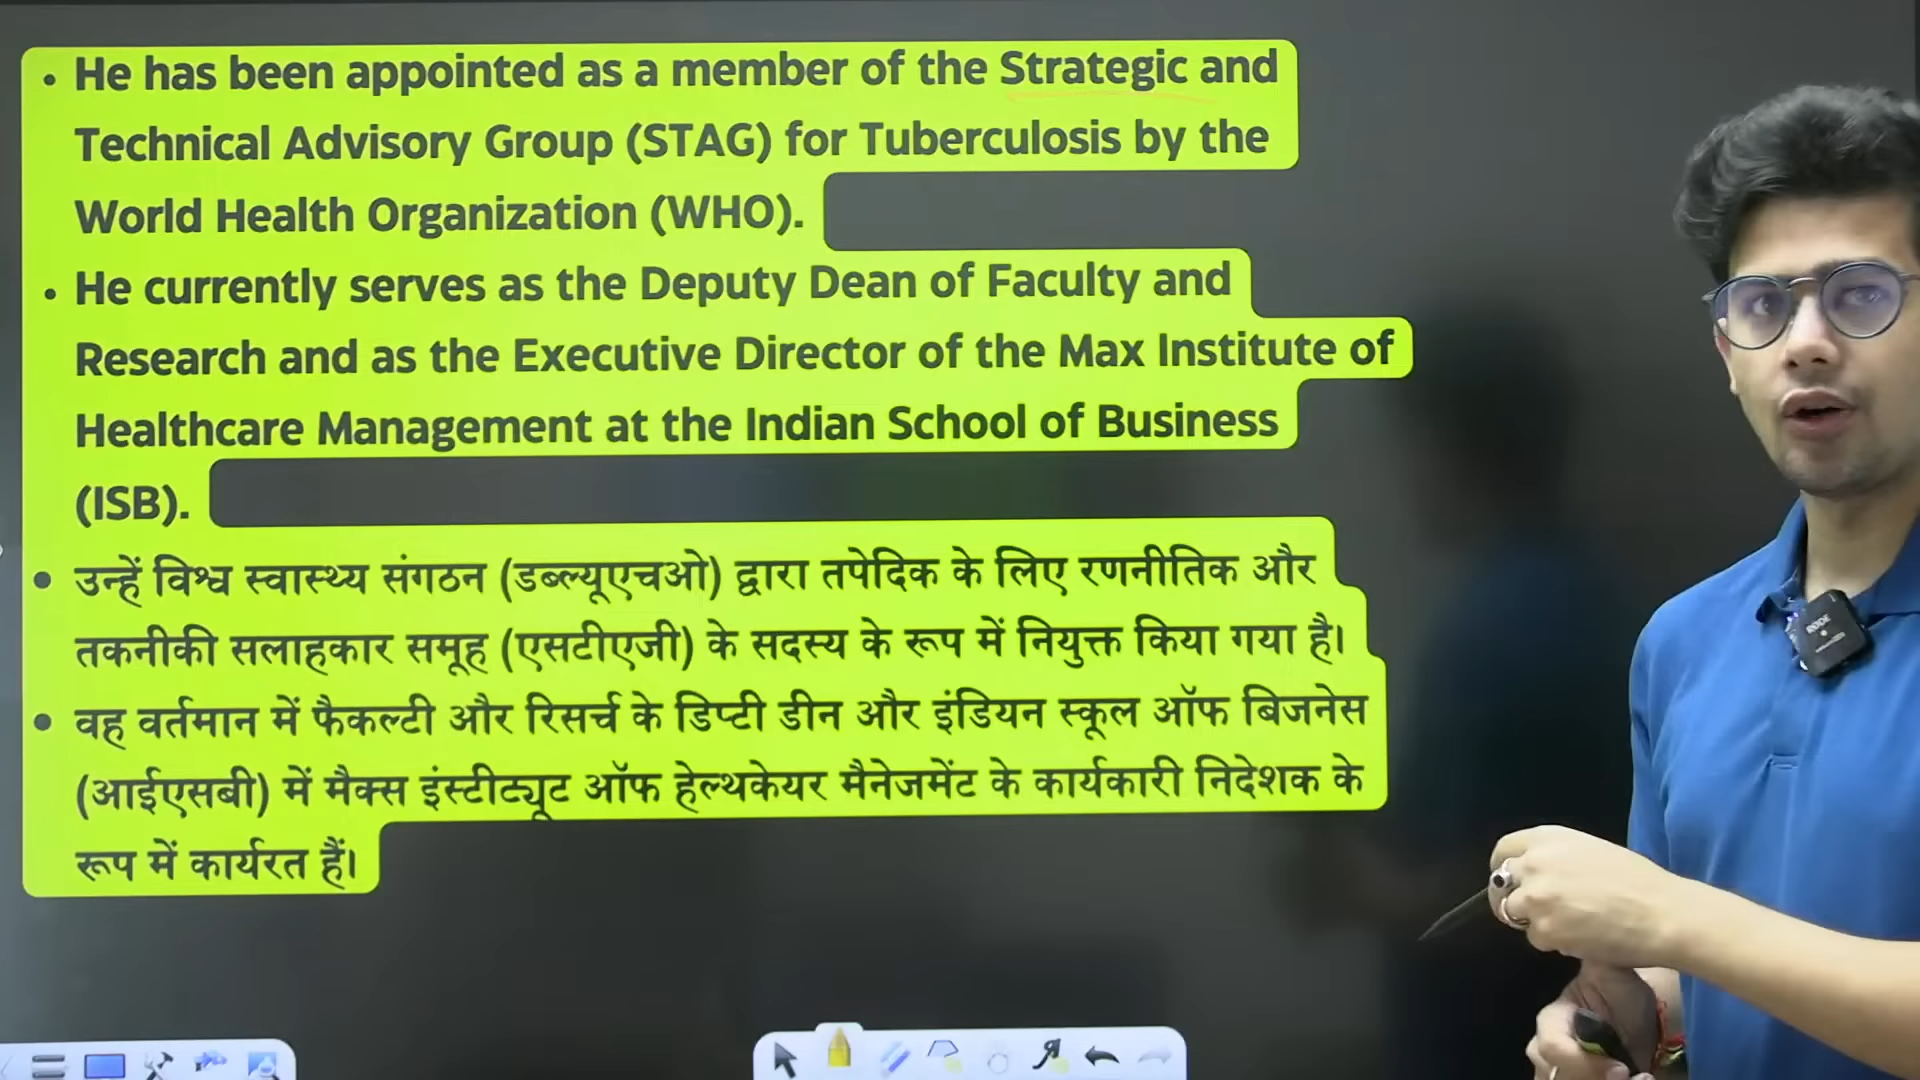 • He has been appointed as a member of the Strategic and
Technical Advisory Group (STAG) for Tuberculosis by the
World Health Organization (WHO).
• He currently serves as the Deputy Dean of Faculty and
Research and as the Executive Director of the Max Institute of
Healthcare Management at the Indian School of Business
(ISB).
• उन्हें विश्व स्वास्थ्य संगठन (डब्ल्यूएचओ) द्वारा तपेदिक के लिए रणनीतिक और
तकनीकी सलाहकार समूह (एसटीएजी) के सदस्य के रूप में नियुक्त किया गया है।
• वह वर्तमान में फैकल्टी और रिसर्च के डिप्टी डीन और इंडियन स्कूल ऑफ बिजनेस
(आईएसबी) में मैक्स इंस्टीट्यूट ऑफ हेल्थकेयर मैनेजमेंट के कार्यकारी निदेशक के
रूप में कार्यरत हैं।
RODE